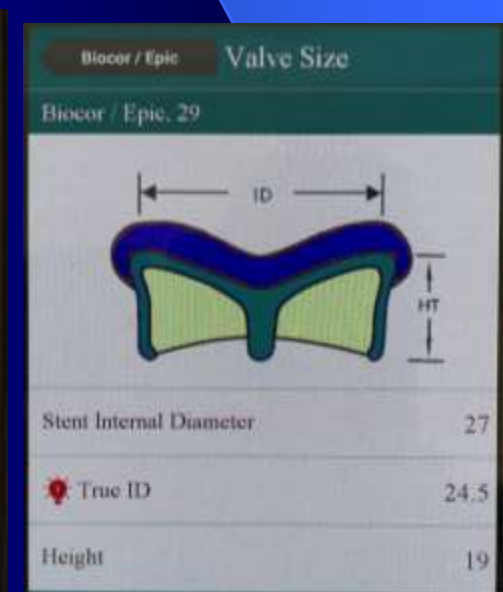 Biocor / Epic
Valve Size
Biocor / Epic, 29
ID
HT
Stent Internal Diameter 27
True ID 24.5
Height 19